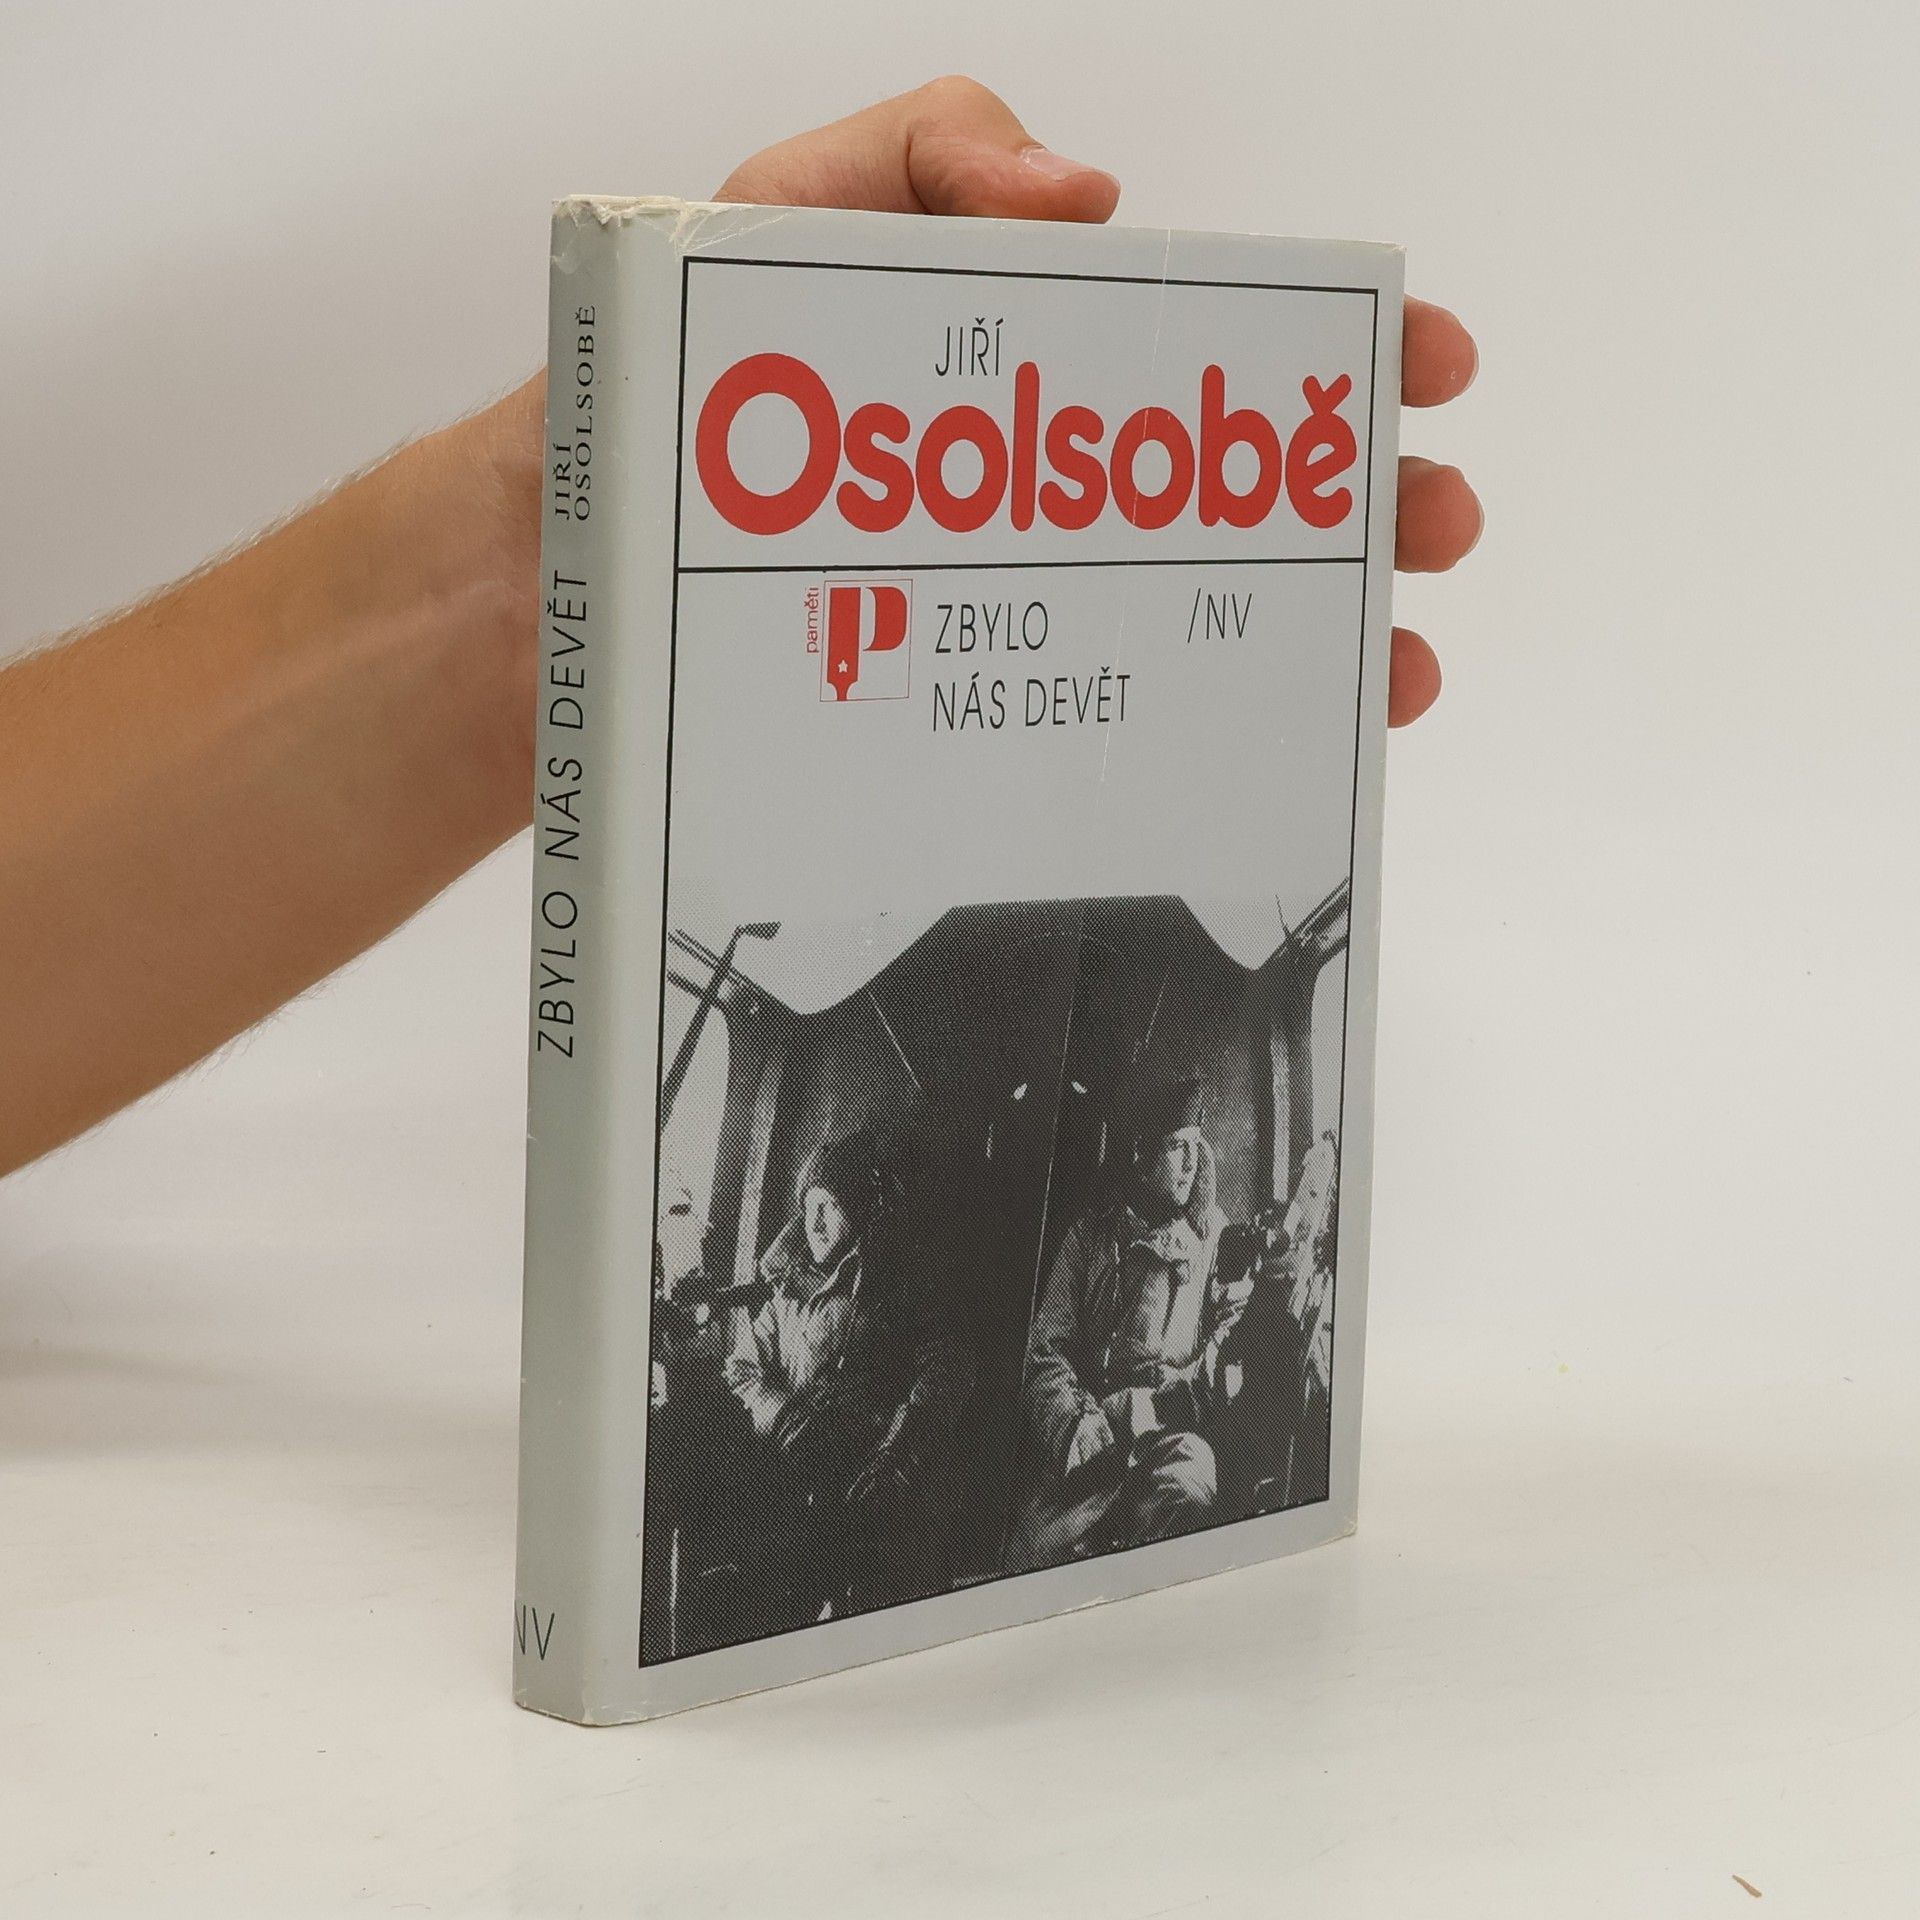 JIŘÍ
Osolsobě
paměti
P
ZBYLO
NÁS DEVĚT
/NV
JIŘÍ
OSOLSOBĚ
ZBYLO NÁS DEVĚT
NV